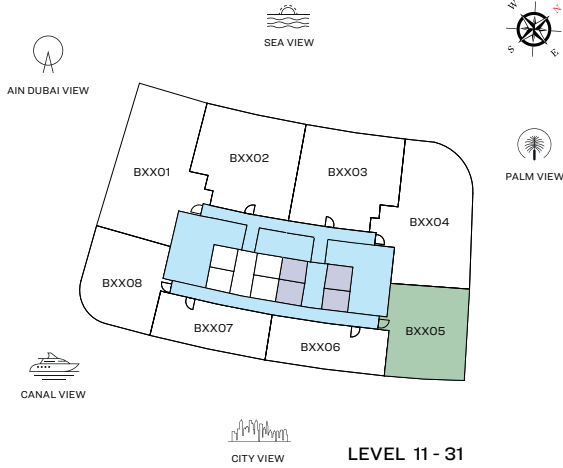 SEA VIEW
W
N
S
E
AIN DUBAI VIEW
PALM VIEW
BXX01
BXX02
BXX03
BXX04
BXX08
BXX07
BXX06
BXX05
CANAL VIEW
CITY VIEW
LEVEL 11 - 31